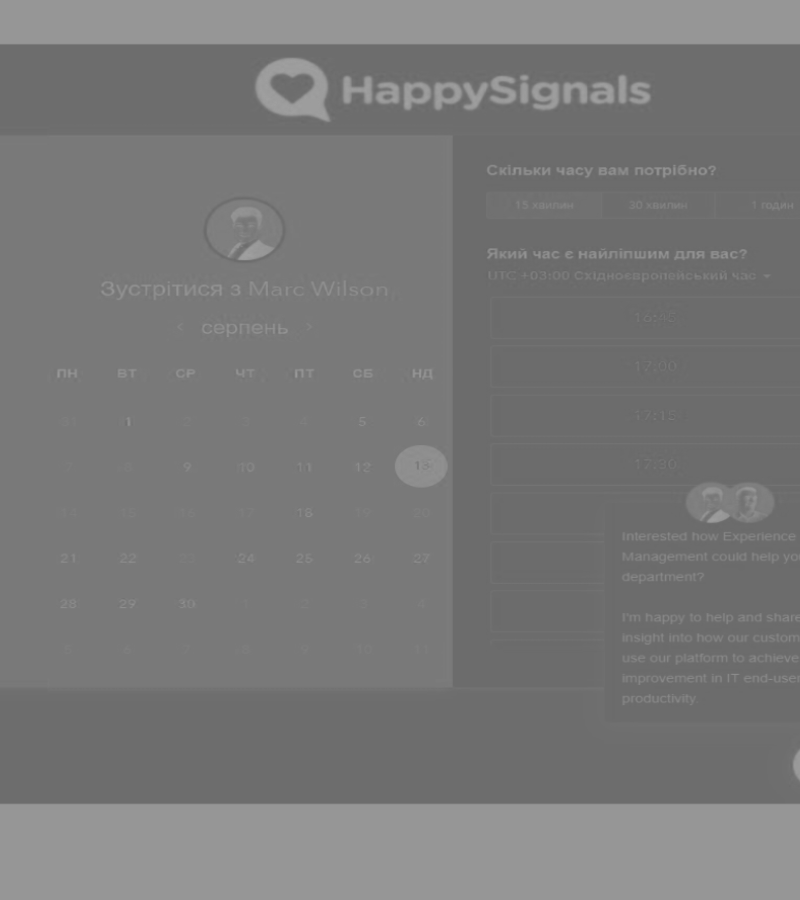 HappySignals
Зустрітися з Marc Wilson.
‹ серпень ›
ПН ВТ СР ЧТ ПТ СБ НД
1 2 3 4 5 6
7 8 9 10 11 12 13
14 15 16 17 18 19 20
21 22 23 24 25 26 27
28 29 30 1 2 3 4
5 6 7 8 9 10 11
Скільки часу вам потрібно?
15 хвилин 30 хвилин 1 годин
Який час є найліпшим для вас?
UTC +03:00 Східноєвропейський час
16:45
17:00
17:15
17:30
Interested how Experience
Management could help you
department?
I'm happy to help and share
insight into how our custom
use our platform to achieve
improvement in IT end-user
productivity.